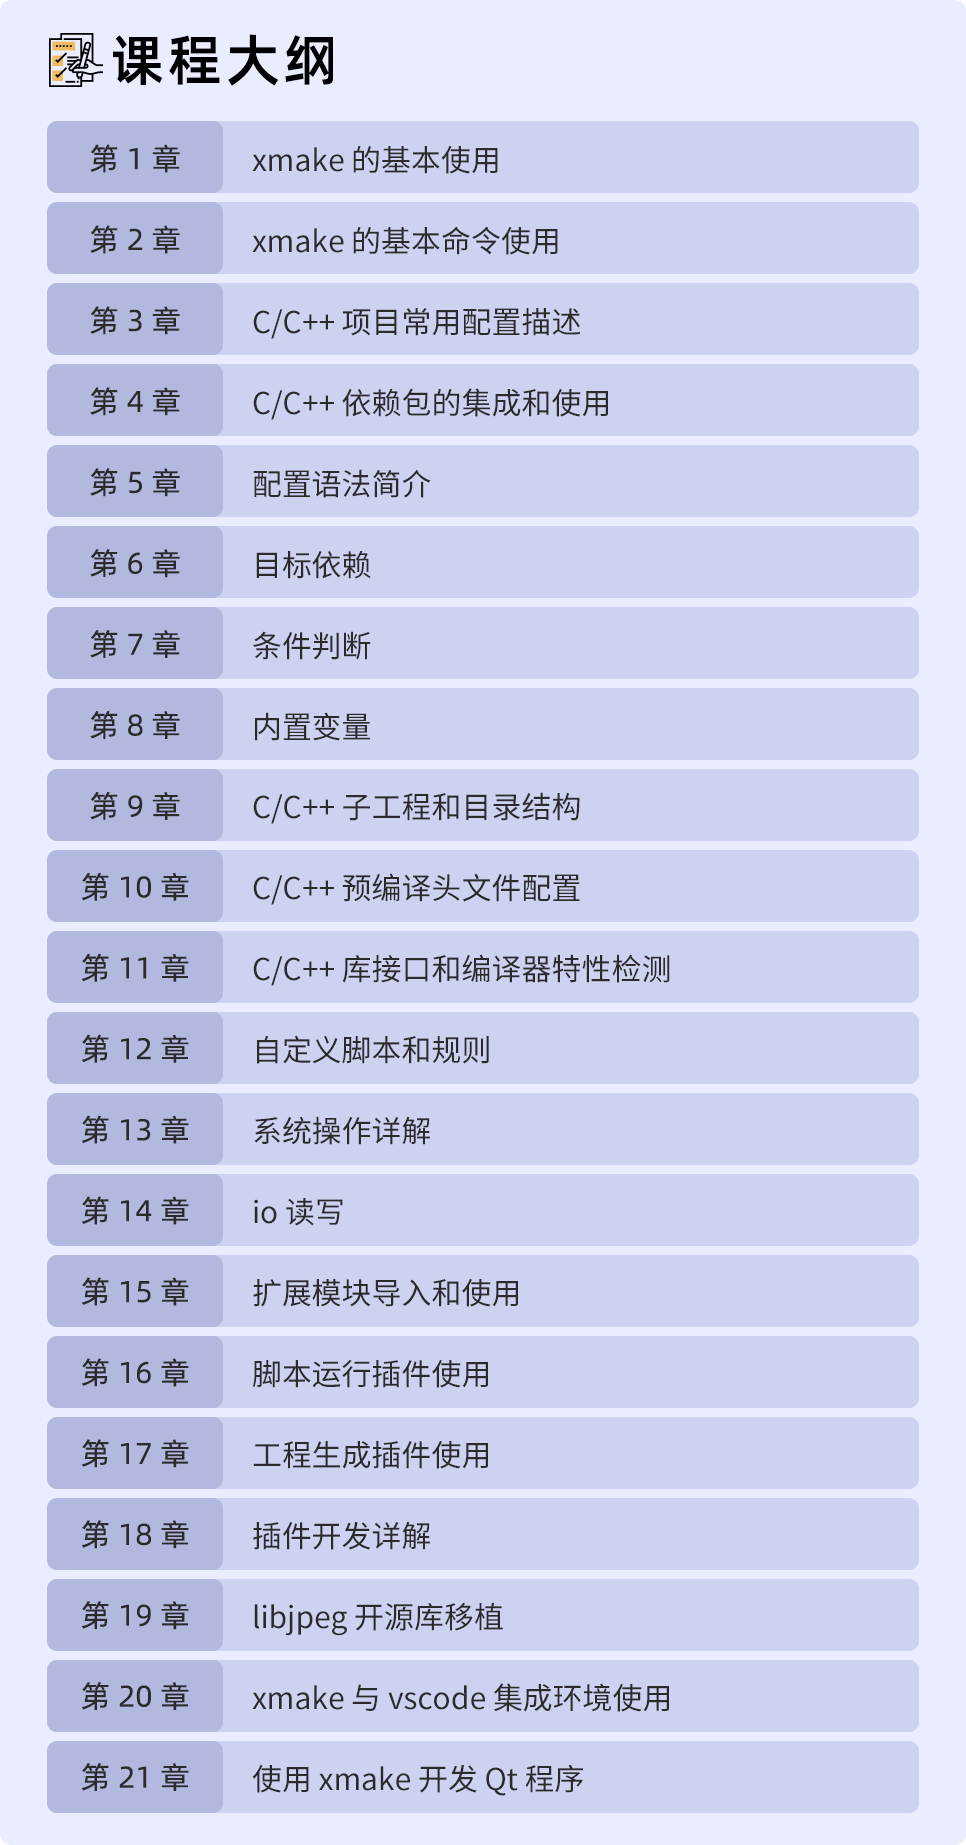 课程大纲
第 1 章 xmake 的基本使用
第 2 章 xmake 的基本命令使用
第 3 章 C/C++ 项目常用配置描述
第 4 章 C/C++ 依赖包的集成和使用
第 5 章 配置语法简介
第 6 章 目标依赖
第 7 章 条件判断
第 8 章 内置变量
第 9 章 C/C++ 子工程和目录结构
第 10 章 C/C++ 预编译头文件配置
第 11 章 C/C++ 库接口和编译器特性检测
第 12 章 自定义脚本和规则
第 13 章 系统操作详解
第 14 章 io 读写
第 15 章 扩展模块导入和使用
第 16 章 脚本运行插件使用
第 17 章 工程生成插件使用
第 18 章 插件开发详解
第 19 章 libjpeg 开源库移植
第 20 章 xmake 与 vscode 集成环境使用
第 21 章 使用 xmake 开发 Qt 程序